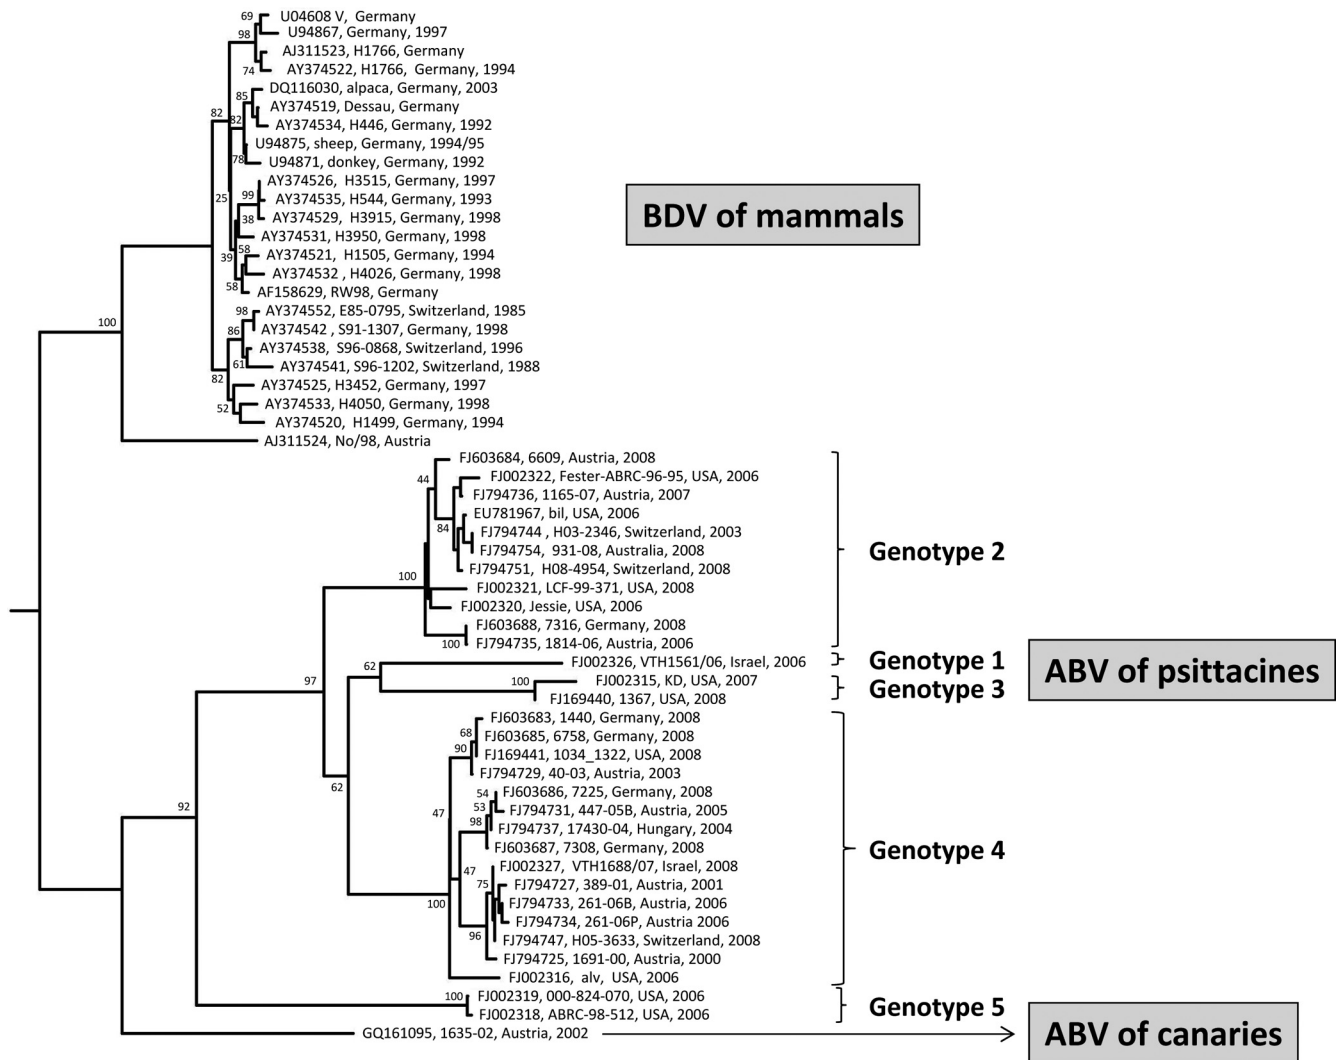 69
U04608 V, Germany
U94867, Germany, 1997
98
AJ311523, H1766, Germany
74
AY374522, H1766, Germany, 1994
DQ116030, alpaca, Germany, 2003
85
AY374519, Dessau, Germany
82
82
AY374534, H446, Germany, 1992
U94875, sheep, Germany, 1994/95
78
U94871, donkey, Germany, 1992
AY374526, H3515, Germany, 1997
25
99
AY374535, H544, Germany, 1993
38
AY374529, H3915, Germany, 1998
BDV of mammals
AY374531, H3950, Germany, 1998
58
39
AY374521, H1505, Germany, 1994
AY374532 , H4026, Germany, 1998
58
AF158629, RW98, Germany
98
AY374552, E85-0795, Switzerland, 1985
100
86
AY374542 , S91-1307, Germany, 1998
AY374538, S96-0868, Switzerland, 1996
61
AY374541, S96-1202, Switzerland, 1988
82
AY374525, H3452, Germany, 1997
52
AY374533, H4050, Germany, 1998
AY374520, H1499, Germany, 1994
AJ311524, No/98, Austria
FJ603684, 6609, Austria, 2008
44
FJ002322, Fester-ABRC-96-95, USA, 2006
FJ794736, 1165-07, Austria, 2007
EU781967, bil, USA, 2006
84
FJ794744 , H03-2346, Switzerland, 2003
FJ794754, 931-08, Australia, 2008
Genotype 2
FJ794751, H08-4954, Switzerland, 2008
100
FJ002321, LCF-99-371, USA, 2008
FJ002320, Jessie, USA, 2006
FJ603688, 7316, Germany, 2008
100
FJ794735, 1814-06, Austria, 2006
62
FJ002326, VTH1561/06, Israel, 2006
Genotype 1
ABV of psittacines
97
100
FJ002315, KD, USA, 2007
Genotype 3
FJ169440, 1367, USA, 2008
FJ603683, 1440, Germany, 2008
68
FJ603685, 6758, Germany, 2008
90
FJ169441, 1034_1322, USA, 2008
FJ794729, 40-03, Austria, 2003
62
54
FJ603686, 7225, Germany, 2008
92
47
53
FJ794731, 447-05B, Austria, 2005
98
FJ794737, 17430-04, Hungary, 2004
FJ603687, 7308, Germany, 2008
Genotype 4
47
FJ002327, VTH1688/07, Israel, 2008
75
FJ794727, 389-01, Austria, 2001
100
FJ794733, 261-06B, Austria, 2006
FJ794734, 261-06P, Austria 2006
96
FJ794747, H05-3633, Switzerland, 2008
FJ794725, 1691-00, Austria, 2000
FJ002316, alv, USA, 2006
100
FJ002319, 000-824-070, USA, 2006
Genotype 5
FJ002318, ABRC-98-512, USA, 2006
GQ161095, 1635-02, Austria, 2002
ABV of canaries